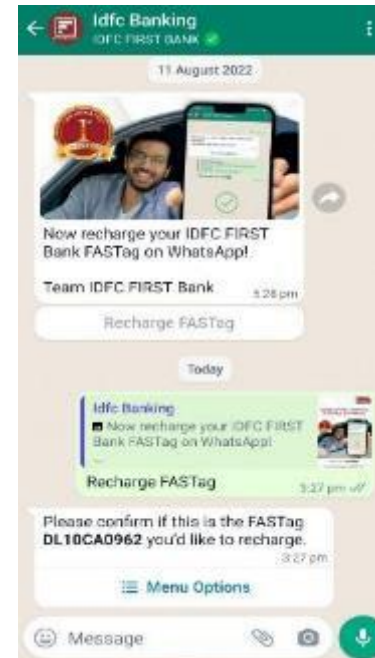 Idfc Banking
IDFC FIRST BANK
11 August 2022
Now recharge your IDFC FIRST
Bank FASTag on WhatsApp!
Team IDFC FIRST Bank
5:28 pm
Recharge FASTag
Today
Idfc Banking
Now recharge your IDFC FIRST
Bank FASTag on WhatsApp!
...
Recharge FASTag
3:27 pm
Please confirm if this is the FASTag
DL10CA0962 you'd like to recharge.
3:27 pm
Menu Options
Message